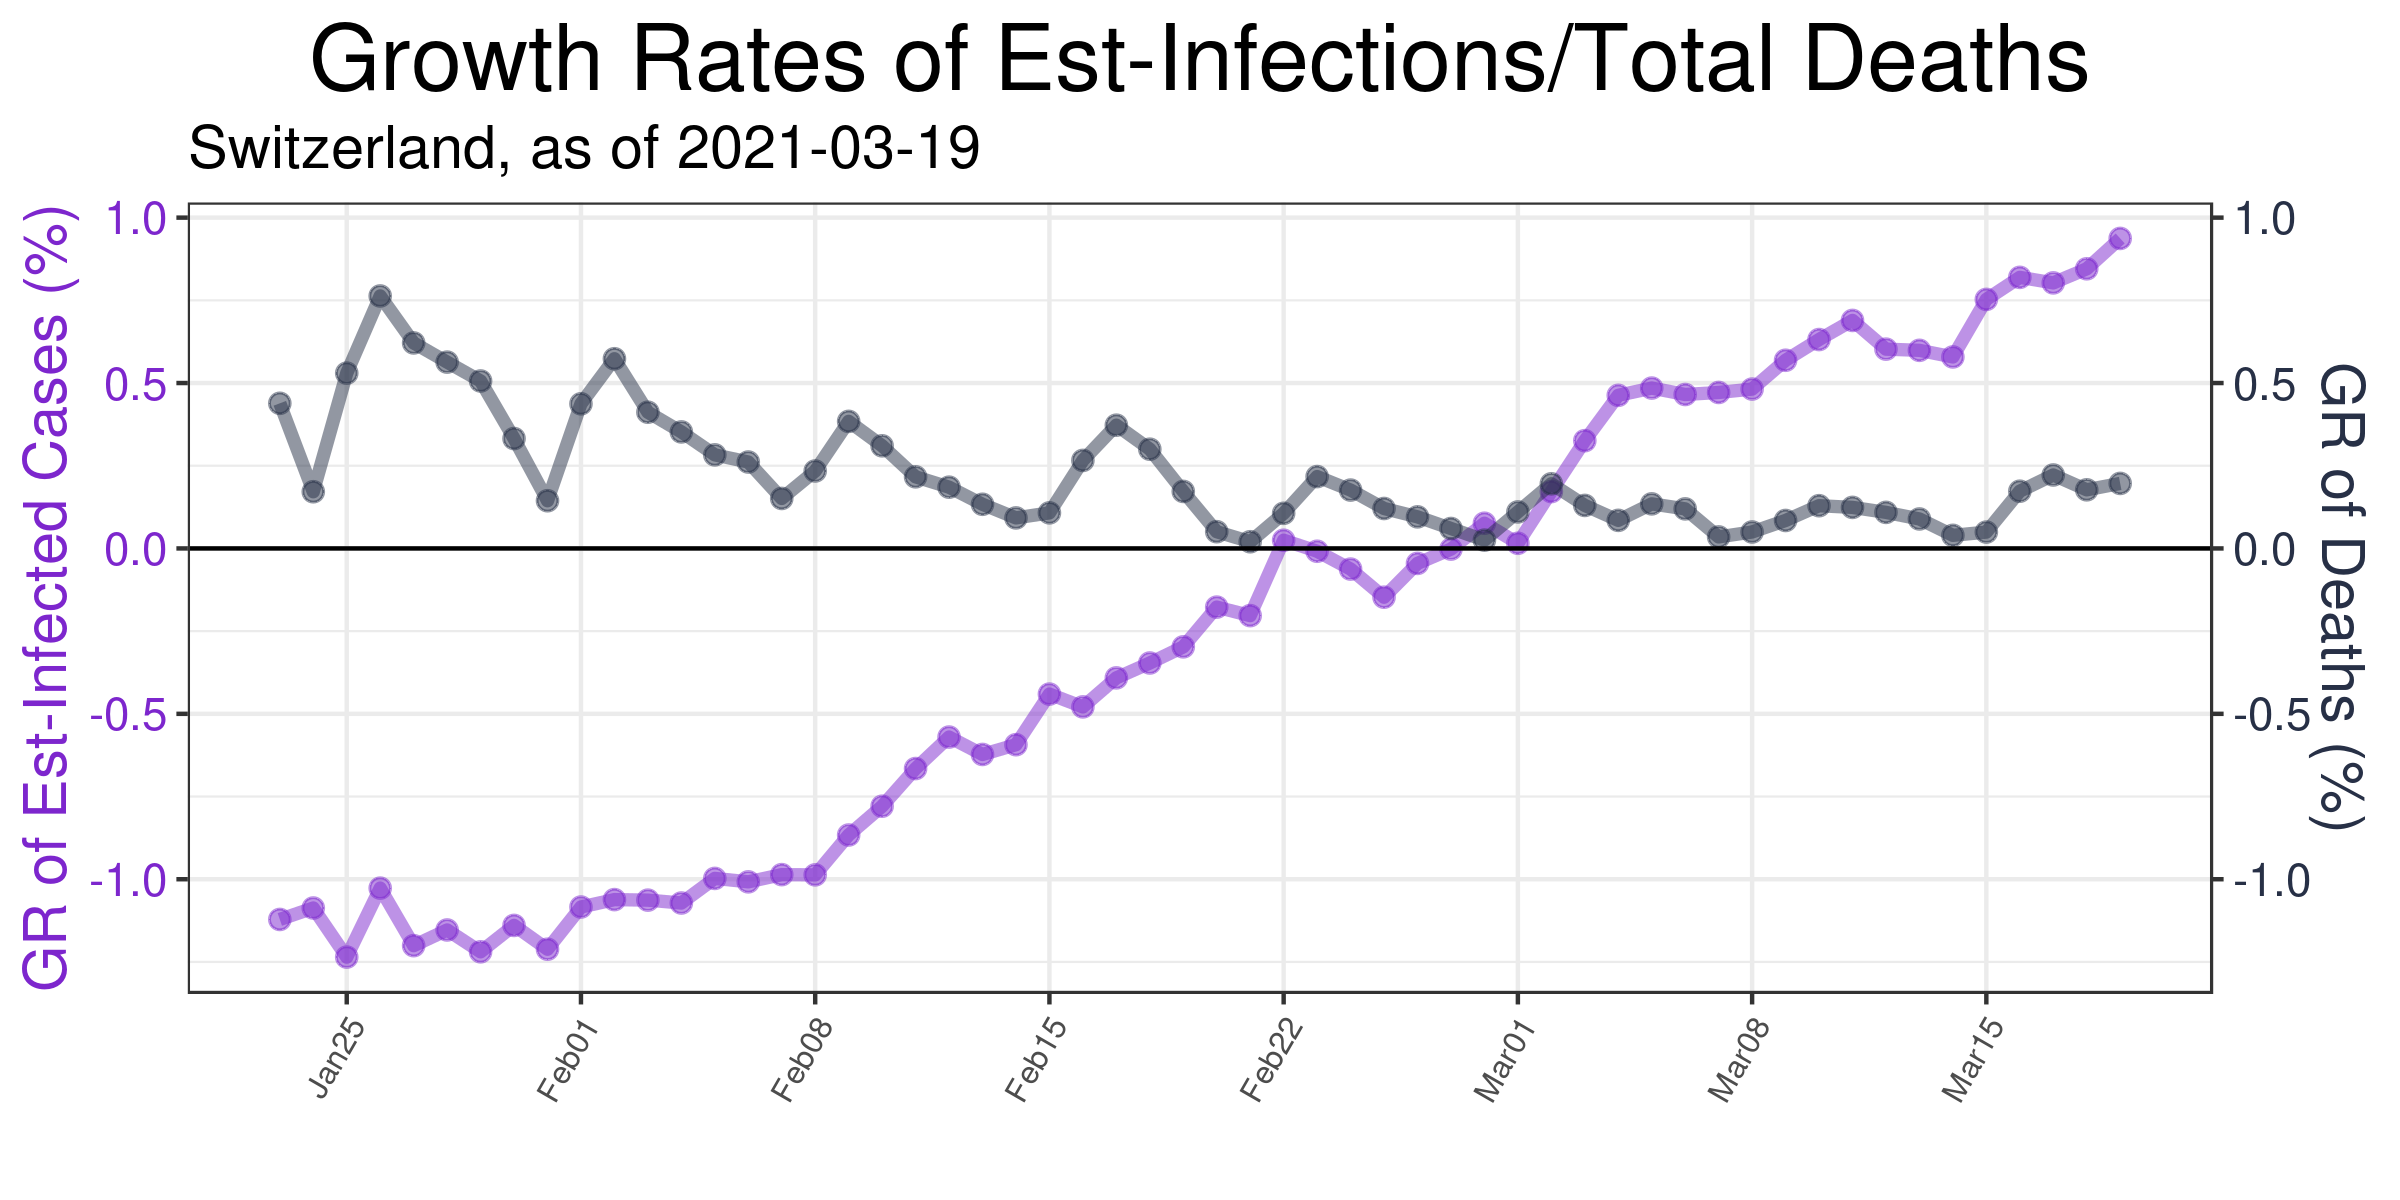 Growth Rates of Est-Infections/Total Deaths
Switzerland, as of 2021-03-19
GR of Est-Infected Cases (%)
1.0
0.5
0.0
-0.5
-1.0
1.0
0.5
0.0
-0.5
-1.0
GR of Deaths (%)
Jan25
Feb01
Feb08
Feb15
Feb22
Mar01
Mar08
Mar15